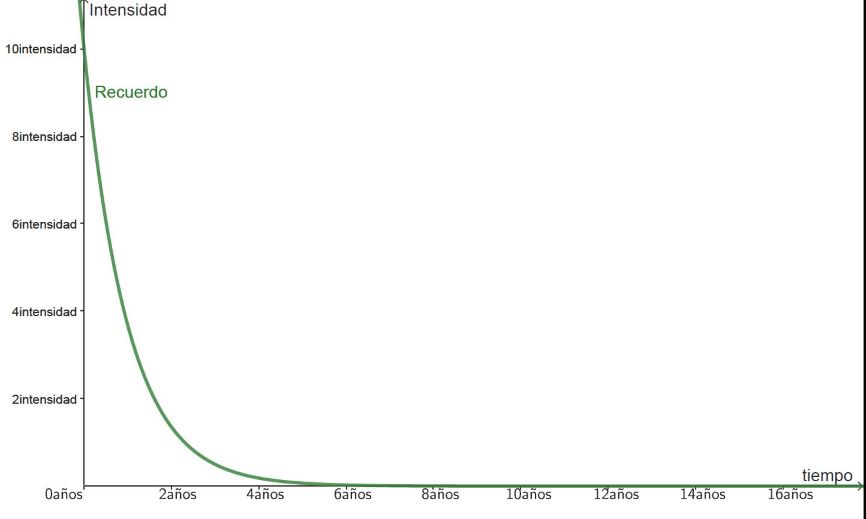 Intensidad
10intensidad
Recuerdo
8intensidad
6intensidad
4intensidad
2intensidad
tiempo
0años 2años 4años 6años 8años 10años 12años 14años 16años